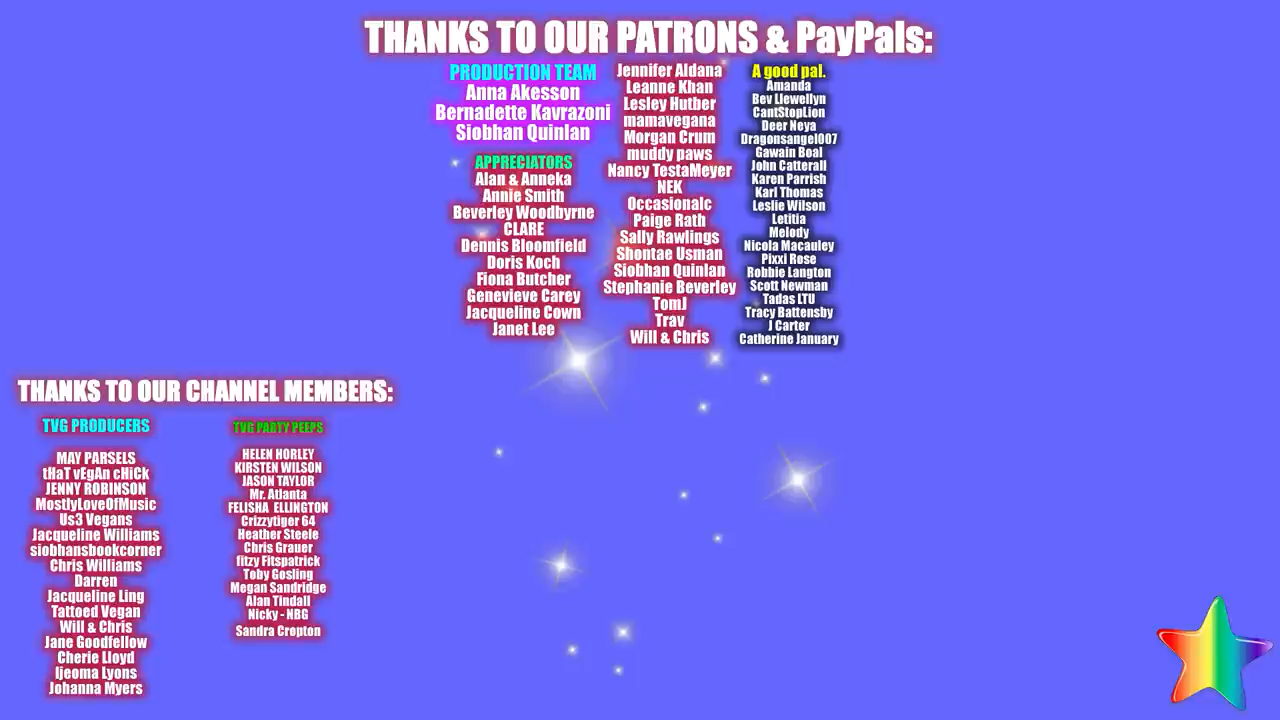 THANKS TO OUR PATRONS & PayPals:
PRODUCTION TEAM
Anna Akesson
Bernadette Kavrazoni
Siobhan Quinlan
APPRECIATORS
Alan & Anneka
Annie Smith
Beverley Woodbyrne
CLARE
Dennis Bloomfield
Doris Koch
Fiona Butcher
Genevieve Carey
Jacqueline Cown
Janet Lee
Jennifer Aldana
Leanne Khan
Lesley Hutber
mamavegana
Morgan Crum
muddy paws
Nancy TestaMeyer
NEK
Occasionalc
Paige Rath
Sally Rawlings
Shontae Usman
Siobhan Quinlan
Stephanie Beverley
TomJ
Trav
Will & Chris
A good pal.
Amanda
Bev Llewellyn
CantStopLion
Deer Neya
Dragonsangel007
Gawain Boal
John Catterall
Karen Parrish
Karl Thomas
Leslie Wilson
Letitia
Melody
Nicola Macauley
Pixxi Rose
Robbie Langton
Scott Newman
Tadas LTU
Tracy Battensby
J Carter
Catherine January
THANKS TO OUR CHANNEL MEMBERS:
TVG PRODUCERS
MAY PARSELS
tHaT vEgAn cHiCk
JENNY ROBINSON
MostlyLoveOfMusic
Us3 Vegans
Jacqueline Williams
siobhansbookcorner
Chris Williams
Darren
Jacqueline Ling
Tattoed Vegan
Will & Chris
Jane Goodfellow
Cherie Lloyd
Ijeoma Lyons
Johanna Myers
TVG PARTY PEEPS
HELEN HORLEY
KIRSTEN WILSON
JASON TAYLOR
Mr. Atlanta
FELISHA ELLINGTON
Crizzytiger 64
Heather Steele
Chris Grauer
fitzy Fitspatrick
Toby Gosling
Megan Sandridge
Alan Tindall
Nicky - NBG
Sandra Cropton